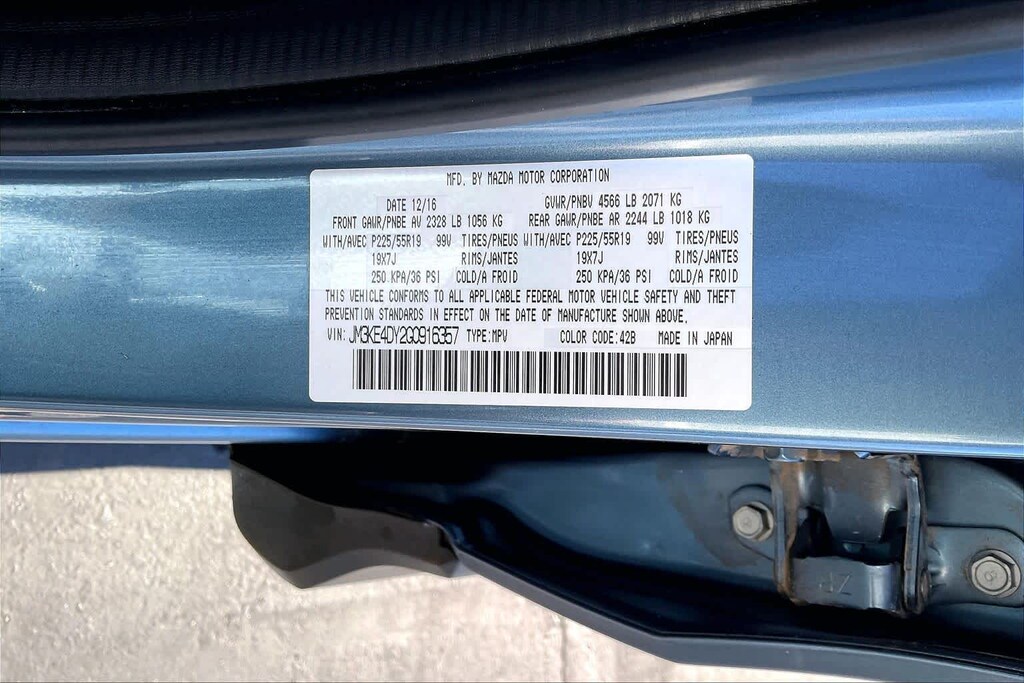 MFD. BY MAZDA MOTOR CORPORATION
DATE 12/16 GVWR/PNBV 4566 LB 2071 KG
FRONT GAWR/PNBE AV 2328 LB 1056 KG REAR GAWR/PNBE AR 2244 LB 1018 KG
WITH/AVEC P225/55R19 99V TIRES/PNEUS WITH/AVEC P225/55R19 99V TIRES/PNEUS
19X7J RIMS/JANTES 19X7J RIMS/JANTES
250 KPA/36 PSI COLD/A FROID 250 KPA/36 PSI COLD/A FROID
THIS VEHICLE CONFORMS TO ALL APPLICABLE FEDERAL MOTOR VEHICLE SAFETY AND THEFT
PREVENTION STANDARDS IN EFFECT ON THE DATE OF MANUFACTURE SHOWN ABOVE.
VIN: JM3KE4DY2G0916357 TYPE:MPV COLOR CODE:42B MADE IN JAPAN